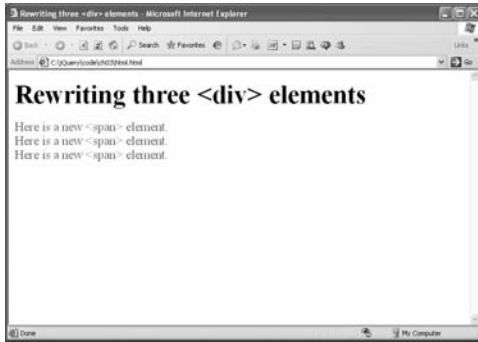 Rewriting three <div> elements - Microsoft Internet Explorer
File Edit View Favorites Tools Help
Back Search Favorites Links
Address C:\jQuery\code\ch03\html.html Go
Rewriting three <div> elements
Here is a new <span> element.
Here is a new <span> element.
Here is a new <span> element.
Done My Computer